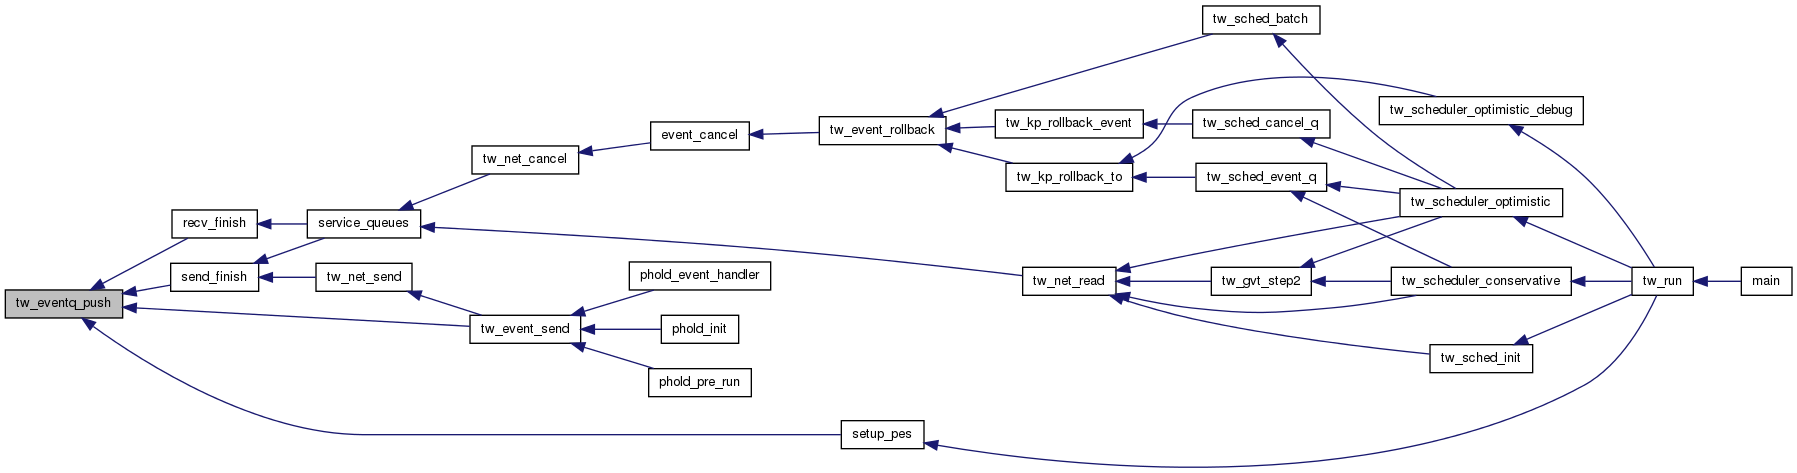 tw_sched_batch
tw_scheduler_optimistic_debug
tw_kp_rollback_event
tw_sched_cancel_q
tw_event_rollback
event_cancel
tw_net_cancel
tw_kp_rollback_to
tw_sched_event_q
tw_scheduler_optimistic
recv_finish
service_queues
send_finish
tw_net_send
phold_event_handler
tw_net_read
tw_gvt_step2
tw_scheduler_conservative
tw_run
main
tw_eventq_push
tw_event_send
phold_init
tw_sched_init
phold_pre_run
setup_pes